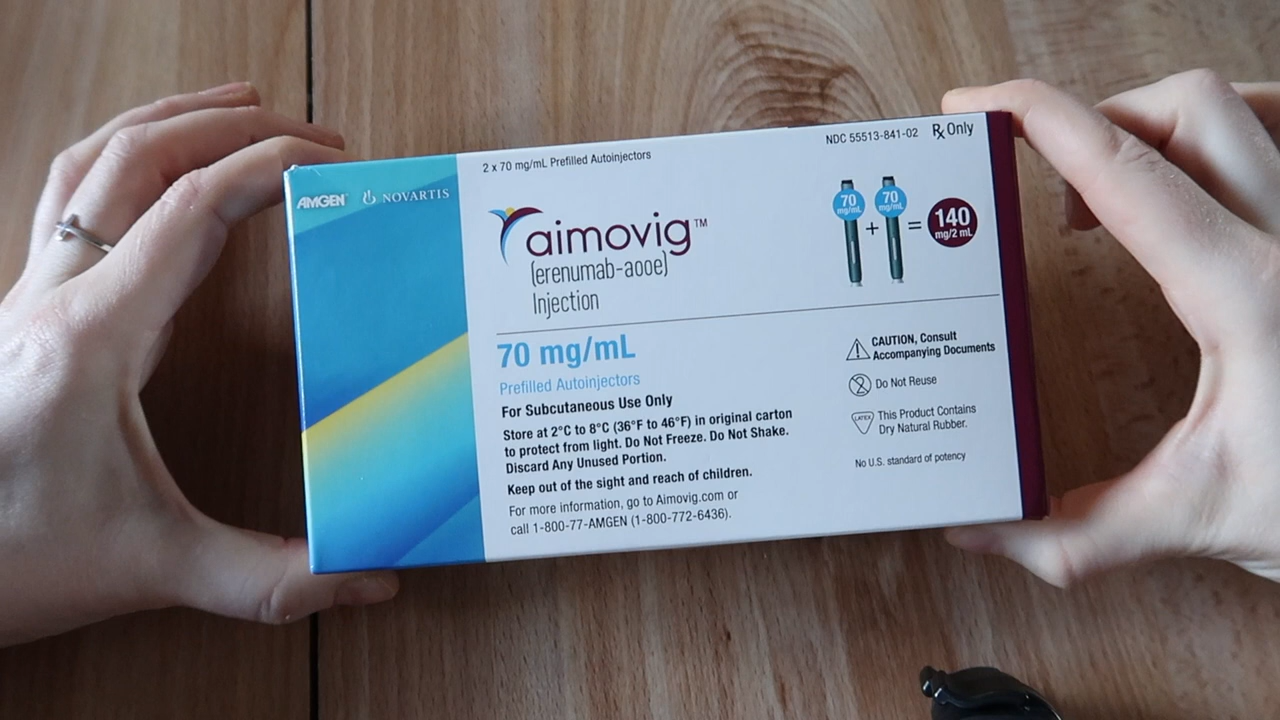 AMGEN® NOVARTIS
2 x 70 mg/mL Prefilled Autoinjectors
NDC 55513-841-02 Rx Only
aimovig™
(erenumab-aooe)
Injection
70 mg/mL + 70 mg/mL = 140 mg/2 mL
70 mg/mL
Prefilled Autoinjectors
For Subcutaneous Use Only
Store at 2°C to 8°C (36°F to 46°F) in original carton
to protect from light. Do Not Freeze. Do Not Shake.
Discard Any Unused Portion.
Keep out of the sight and reach of children.
For more information, go to Aimovig.com or
call 1-800-77-AMGEN (1-800-772-6436).
CAUTION, Consult
Accompanying Documents
2 Do Not Reuse
LATEX This Product Contains
Dry Natural Rubber.
No U.S. standard of potency